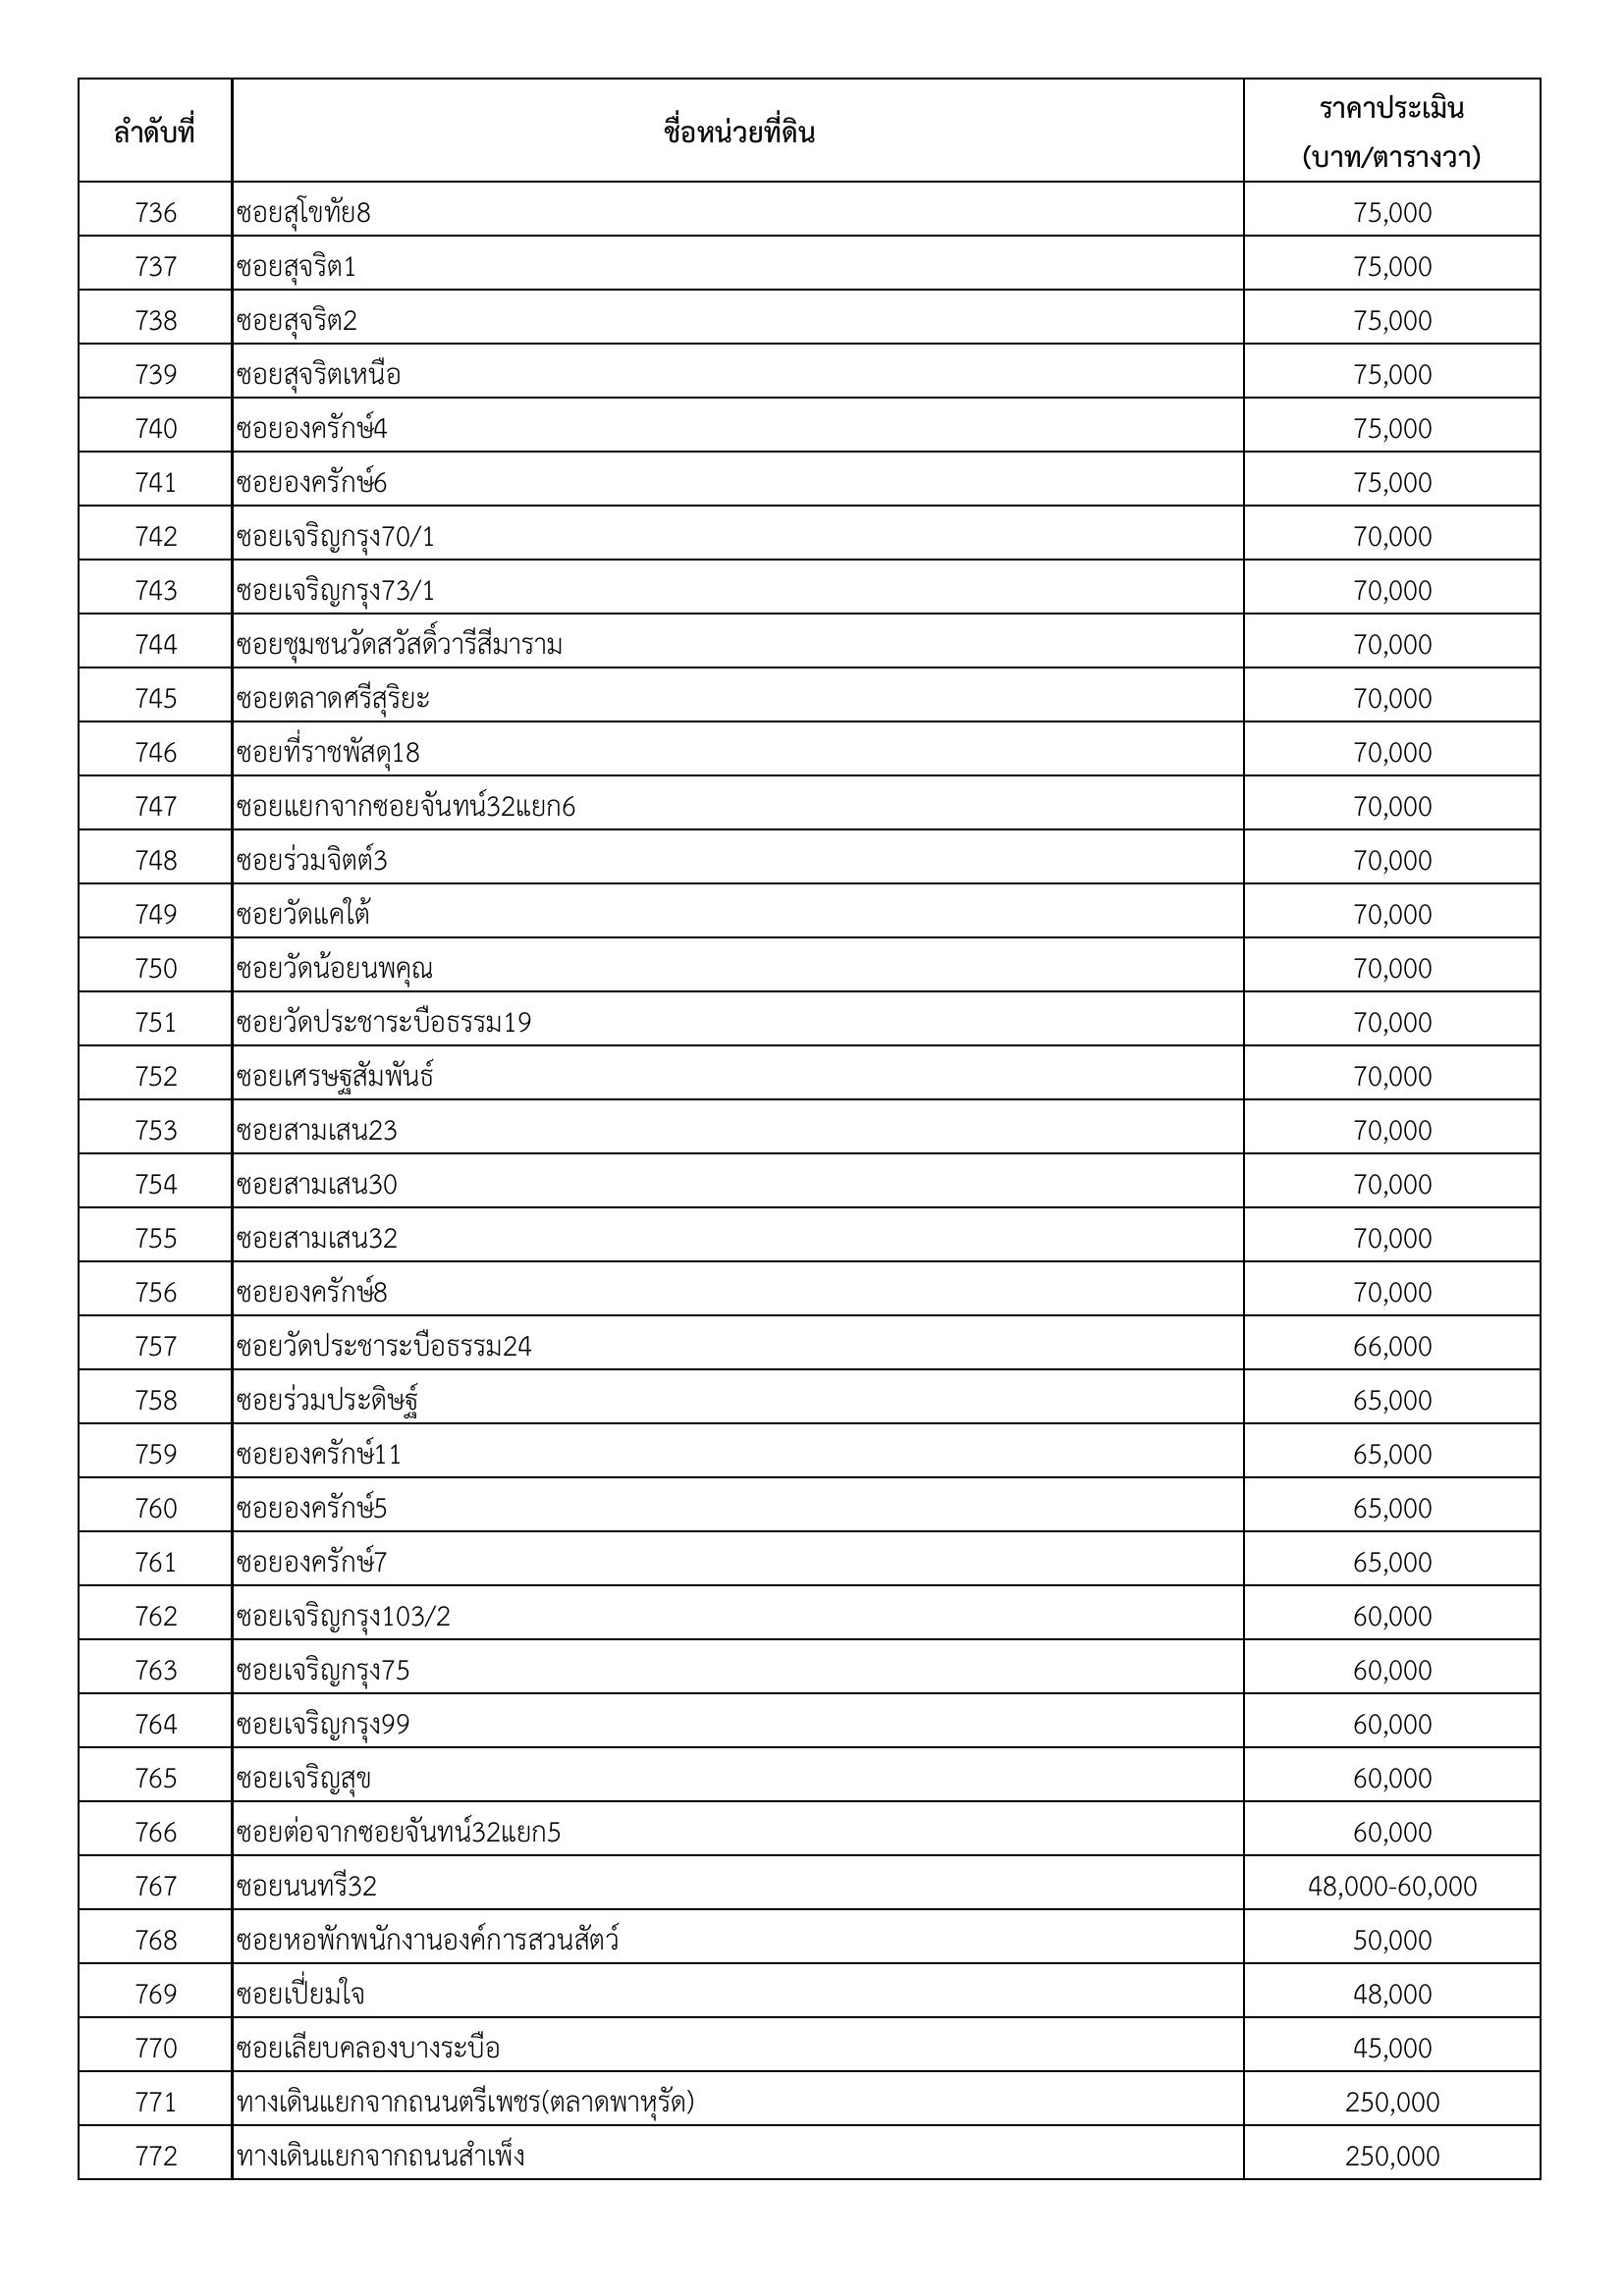 ลำดับที่ ชื่อหน่วยที่ดิน ราคาประเมิน
(บาท/ตารางวา)
736 ซอยสุโขทัย8 75,000
737 ซอยสุจริต1 75,000
738 ซอยสุจริต2 75,000
739 ซอยสุจริตเหนือ 75,000
740 ซอยองครักษ์4 75,000
741 ซอยองครักษ์6 75,000
742 ซอยเจริญกรุง70/1 70,000
743 ซอยเจริญกรุง73/1 70,000
744 ซอยชุมชนวัดสวัสดิ์วารีสีมาราม 70,000
745 ซอยตลาดศรีสุริยะ 70,000
746 ซอยที่ราชพัสดุ18 70,000
747 ซอยแยกจากซอยจันทน์32แยก6 70,000
748 ซอยร่วมจิตต์3 70,000
749 ซอยวัดแคใต้ 70,000
750 ซอยวัดน้อยนพคุณ 70,000
751 ซอยวัดประชาระบือธรรม19 70,000
752 ซอยเศรษฐสัมพันธ์ 70,000
753 ซอยสามเสน23 70,000
754 ซอยสามเสน30 70,000
755 ซอยสามเสน32 70,000
756 ซอยองครักษ์8 70,000
757 ซอยวัดประชาระบือธรรม24 66,000
758 ซอยร่วมประดิษฐ์ 65,000
759 ซอยองครักษ์11 65,000
760 ซอยองครักษ์5 65,000
761 ซอยองครักษ์7 65,000
762 ซอยเจริญกรุง103/2 60,000
763 ซอยเจริญกรุง75 60,000
764 ซอยเจริญกรุง99 60,000
765 ซอยเจริญสุข 60,000
766 ซอยต่อจากซอยจันทน์32แยก5 60,000
767 ซอยนนทรี32 48,000-60,000
768 ซอยหอพักพนักงานองค์การสวนสัตว์ 50,000
769 ซอยเปี่ยมใจ 48,000
770 ซอยเลียบคลองบางระบือ 45,000
771 ทางเดินแยกจากถนนตรีเพชร(ตลาดพาหุรัด) 250,000
772 ทางเดินแยกจากถนนสำเพ็ง 250,000